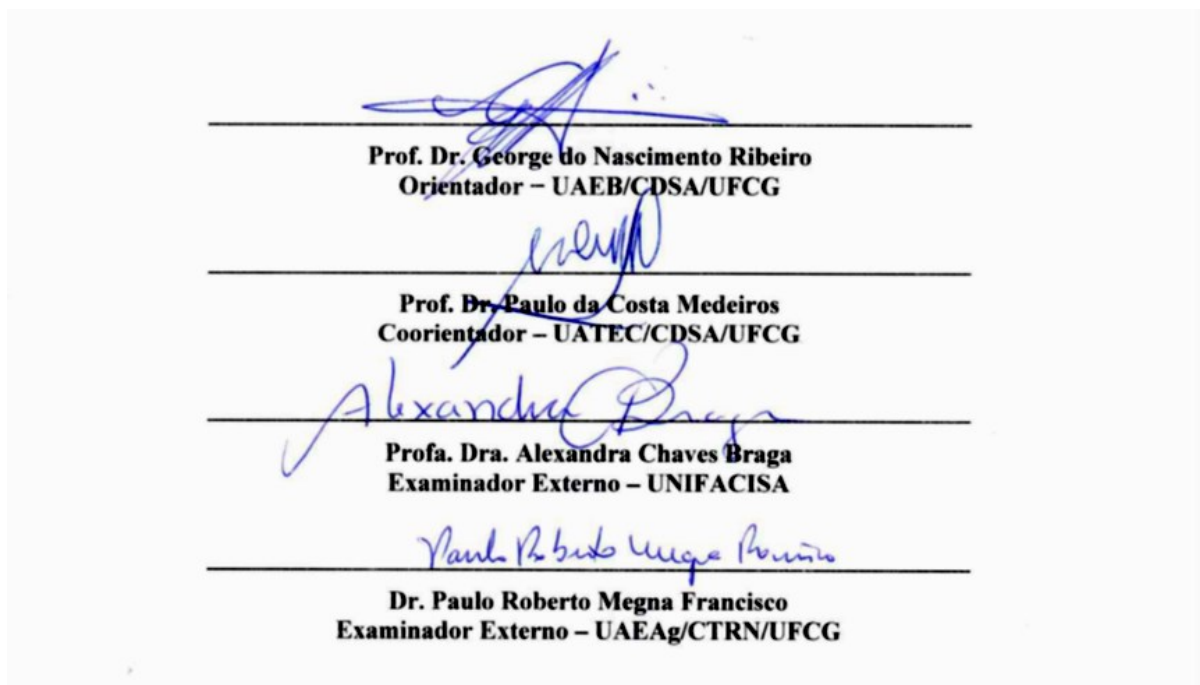 Prof. Dr. George do Nascimento Ribeiro
Orientador – UAEB/CDSA/UFCG
Prof. Dr. Paulo da Costa Medeiros
Coorientador – UATEC/CDSA/UFCG
Alexandra C Braga
Profa. Dra. Alexandra Chaves Braga
Examinador Externo – UNIFACISA
Paulo Roberto Megna
Dr. Paulo Roberto Megna Francisco
Examinador Externo – UAEAg/CTRN/UFCG